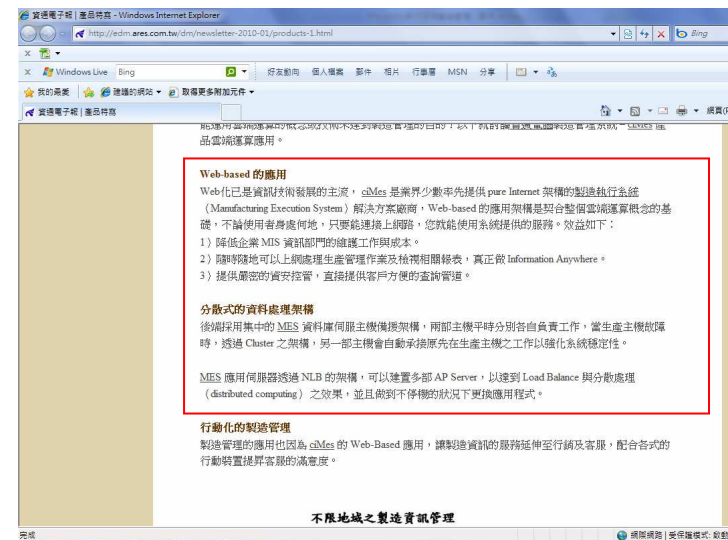 資通電子報 | 產品特寫 - Windows Internet Explorer
http://edm.ares.com.tw/dm/newsletter-2010-01/products-1.html
Bing
x
x Windows Live Bing 好友動向 個人檔案 郵件 相片 行事曆 MSN 分享
我的最愛 建議的網站 取得更多附加元件
資通電子報 | 產品特寫
網頁(P
品雲端運算應用。
Web-based 的應用
Web化已是資訊技術發展的主流，ciMes 是業界少數率先提供 pure Internet 架構的製造執行系統
（Manufacturing Execution System）解決方案廠商，Web-based 的應用架構是契合整個雲端運算概念的基
礎，不論使用者身處何地，只要能連接上網路，您就能使用系統提供的服務。效益如下：
1）降低企業 MIS 資訊部門的維護工作與成本。
2）隨時隨地可以上網處理生產管理作業及檢視相關報表，真正做 Information Anywhere。
3）提供嚴密的資安控管，直接提供客戶方便的查詢管道。
分散式的資料處理架構
後端採用集中的 MES 資料庫伺服主機備援架構，兩部主機平時分別各自負責工作，當生產主機故障
時，透過 Cluster 之架構，另一部主機會自動承接原先在生產主機之工作以強化系統穩定性。
MES 應用伺服器透過 NLB 的架構，可以建置多部 AP Server，以達到 Load Balance 與分散處理
（distributed computing）之效果，並且做到不停機的狀況下更換應用程式。
行動化的製造管理
製造管理的應用也因為 ciMes 的 Web-Based 應用，讓製造資訊的服務延伸至行銷及客服，配合各式的
行動裝置提昇客服的滿意度。
不限地域之製造資訊管理
完成
網際網路 | 受保護模式: 啟動